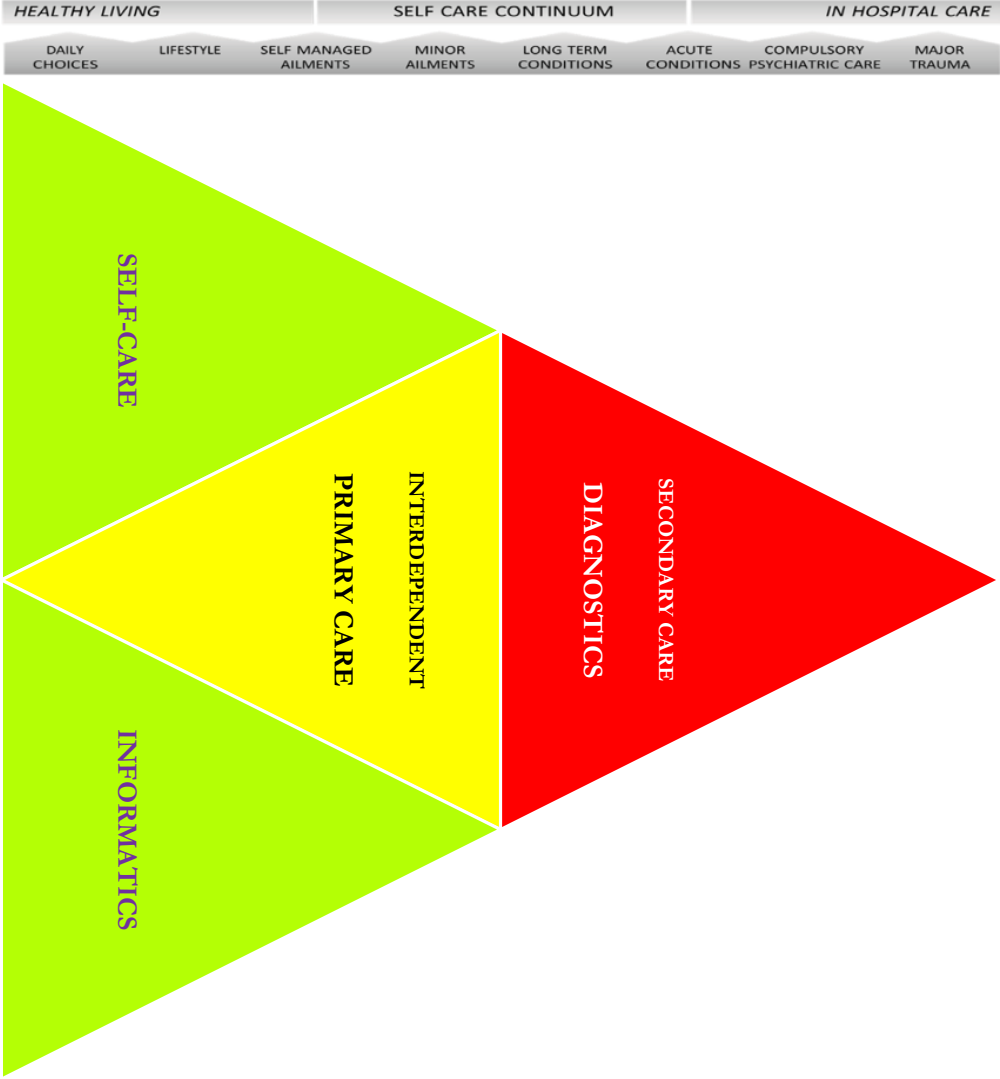 HEALTHY LIVING
SELF CARE CONTINUUM
IN HOSPITAL CARE
DAILY
CHOICES
LIFESTYLE
SELF MANAGED
AILMENTS
MINOR
AILMENTS
LONG TERM
CONDITIONS
ACUTE
CONDITIONS
COMPULSORY
PSYCHIATRIC CARE
MAJOR
TRAUMA
SELF-CARE
INTERDEPENDENT
PRIMARY CARE
SECONDARY CARE
DIAGNOSTICS
INFORMATICS